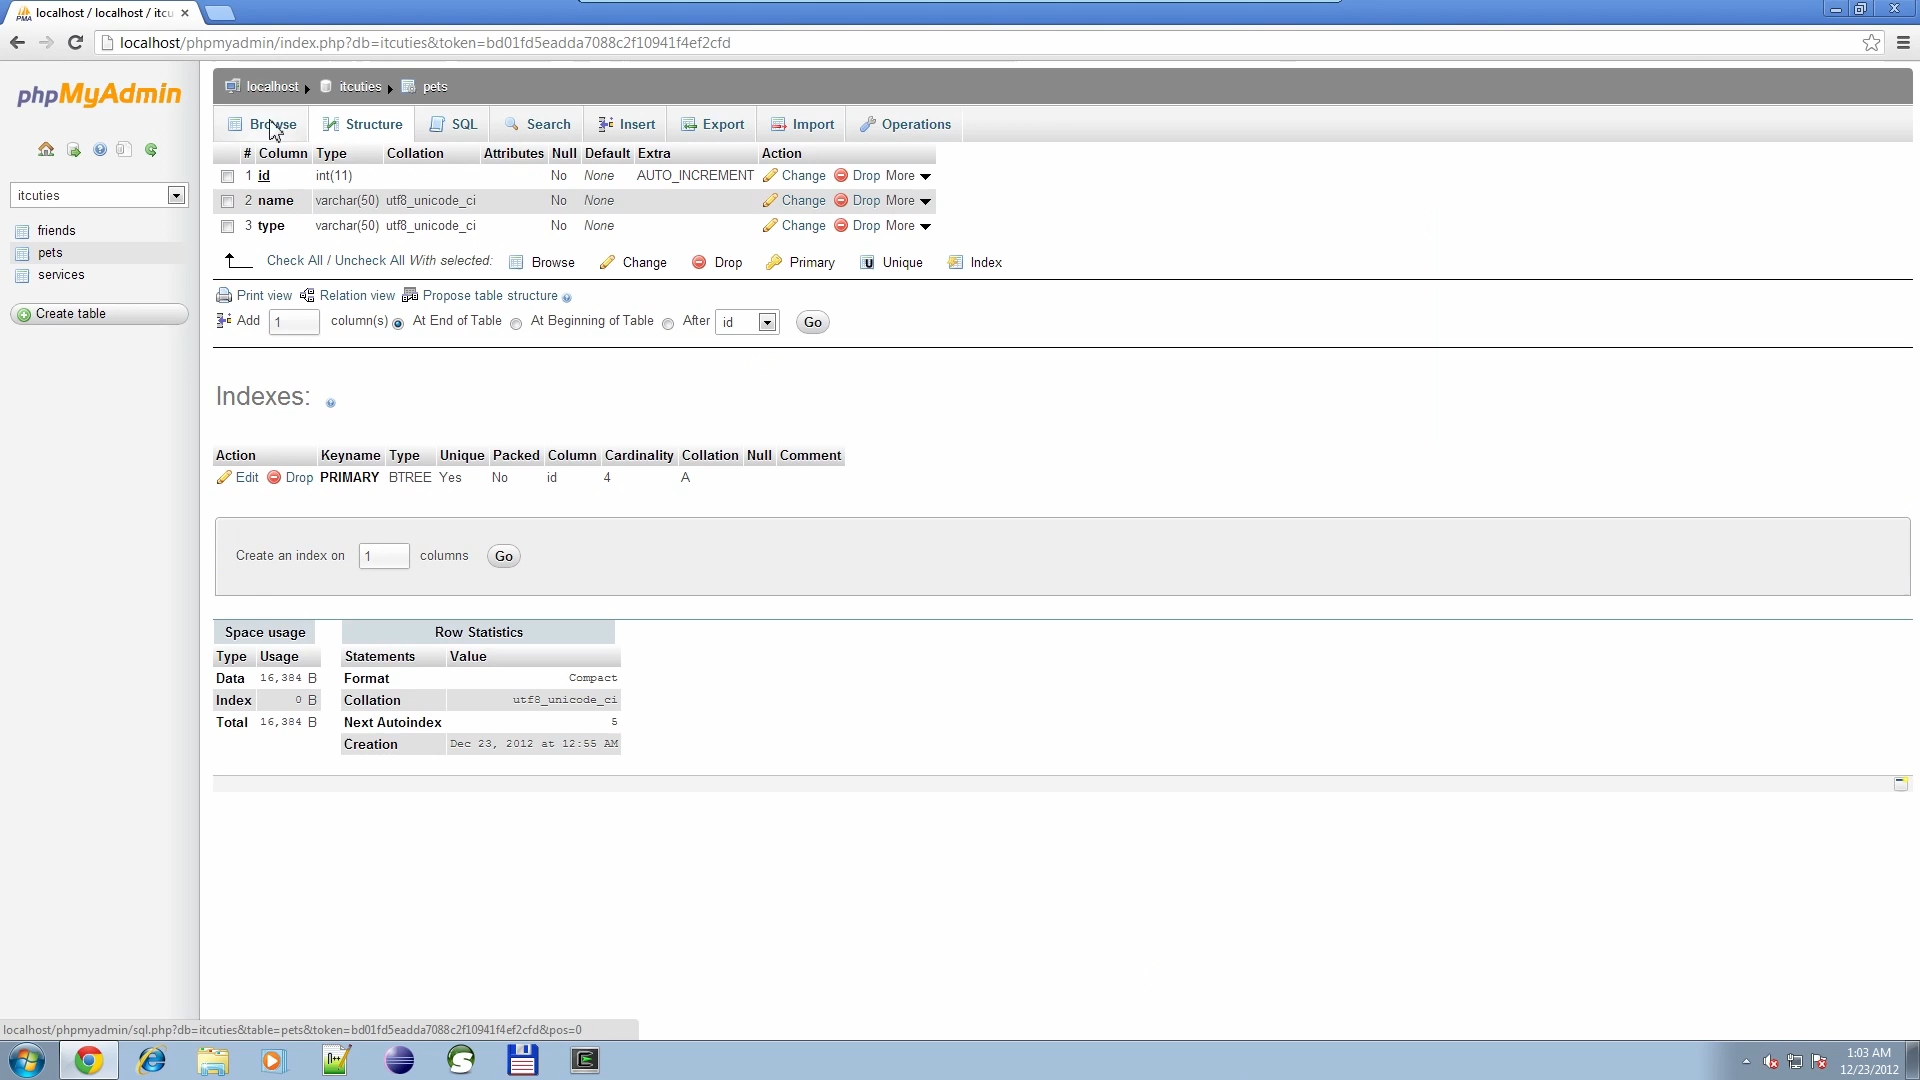 localhost / localhost / itcu
localhost/phpmyadmin/index.php?db=itcuties&token=bd01fd5eadda7088c2f10941f4ef2cfd
phpMyAdmin
itcuties
friends
pets
services
Create table
localhost itcuties pets
Browse Structure SQL Search Insert Export Import Operations
# Column Type Collation Attributes Null Default Extra Action
1 id int(11) No None AUTO_INCREMENT Change Drop More
2 name varchar(50) utf8_unicode_ci No None Change Drop More
3 type varchar(50) utf8_unicode_ci No None Change Drop More
Check All / Uncheck All With selected: Browse Change Drop Primary Unique Index
Print view Relation view Propose table structure
Add 1 column(s) At End of Table At Beginning of Table After id Go
Indexes:
Action Keyname Type Unique Packed Column Cardinality Collation Null Comment
Edit Drop PRIMARY BTREE Yes No id 4 A
Create an index on 1 columns Go
Space usage
Type Usage
Data 16,384 B
Index 0 B
Total 16,384 B
Row Statistics
Statements Value
Format Compact
Collation utf8_unicode_ci
Next Autoindex 5
Creation Dec 23, 2012 at 12:55 AM
localhost/phpmyadmin/sql.php?db=itcuties&table=pets&token=bd01fd5eadda7088c2f10941f4ef2cfd&pos=0
1:03 AM
12/23/2012